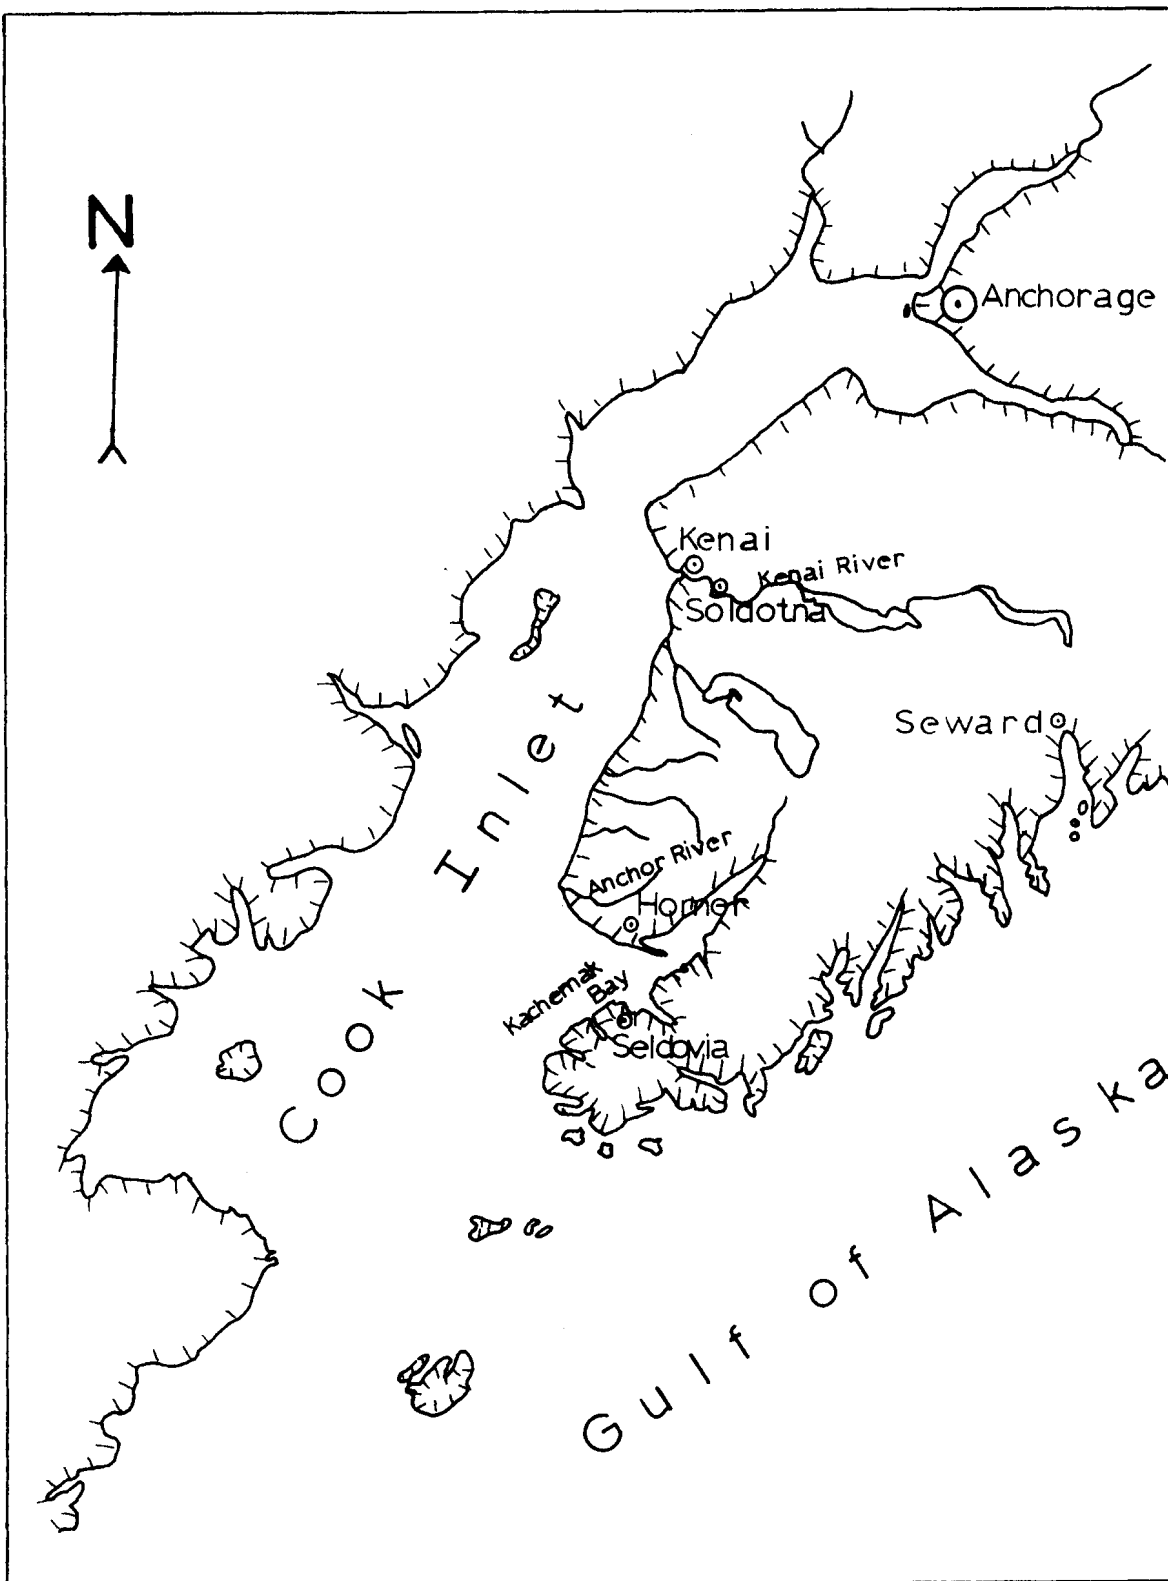 N
Anchorage
Kenai
Kenai River
Soldotna
Seward
Cook Inlet
Anchor River
Homer
Kachemak
Bay
Seldovia
Gulf of Alaska